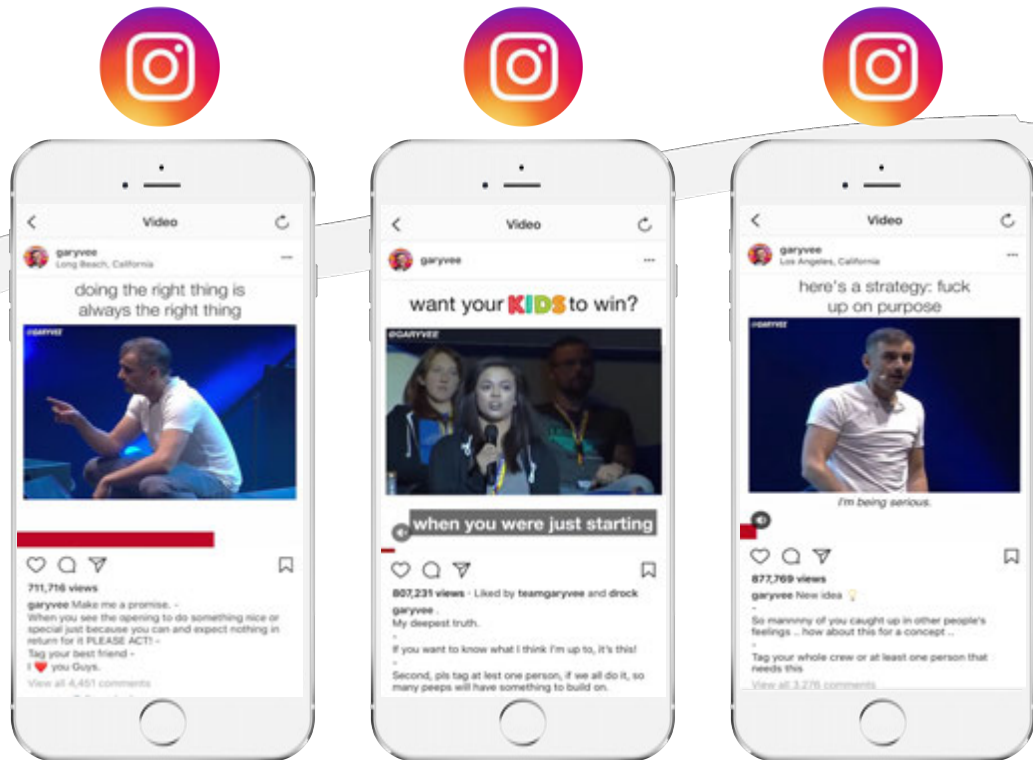 Video
garyvee
Long Beach, California
doing the right thing is
always the right thing
@GARYVEE
711,716 views
garyvee Make me a promise. -
When you see the opening to do something nice or
special just because you can and expect nothing in
return for it PLEASE ACT! -
Tag your best friend -
I ❤️ you Guys.
View all 4,451 comments
Video
garyvee
want your KIDS to win?
@GARYVEE
when you were just starting
807,231 views · Liked by teamgaryvee and drock
garyvee .
My deepest truth.
-
If you want to know what I think I'm up to, it's this!
-
Second, pls tag at lest one person, if we all do it, so
many peeps will have something to build on.
Video
garyvee
Los Angeles, California
here's a strategy: fuck
up on purpose
@GARYVEE
I'm being serious.
877,769 views
garyvee New idea 💡
-
So mannnny of you caught up in other people's
feelings .. how about this for a concept ..
-
Tag your whole crew or at least one person that
needs this
View all 3,276 comments